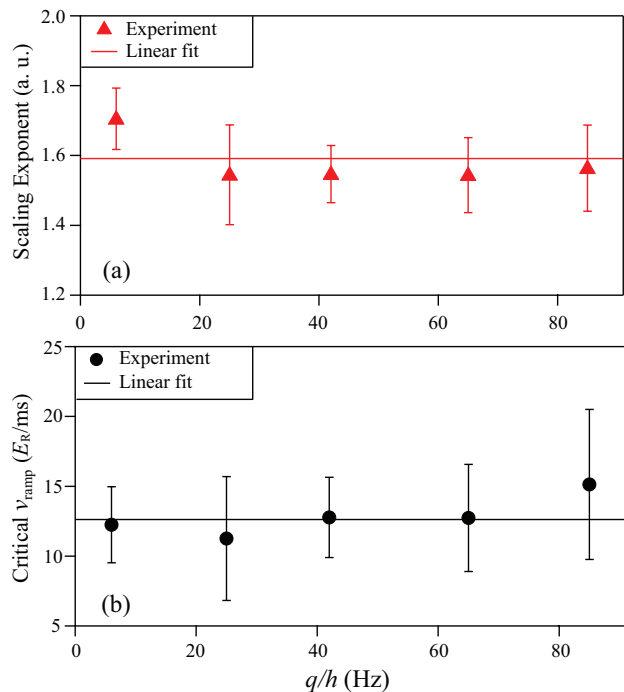 2.0
1.8
1.6
1.4
1.2
Scaling Exponent (a. u.)
Experiment
Linear fit
(a)
0
20
40
60
80
25
20
15
10
5
Critical v_ramp (E_R/ms)
Experiment
Linear fit
(b)
0
20
40
60
80
q/h (Hz)